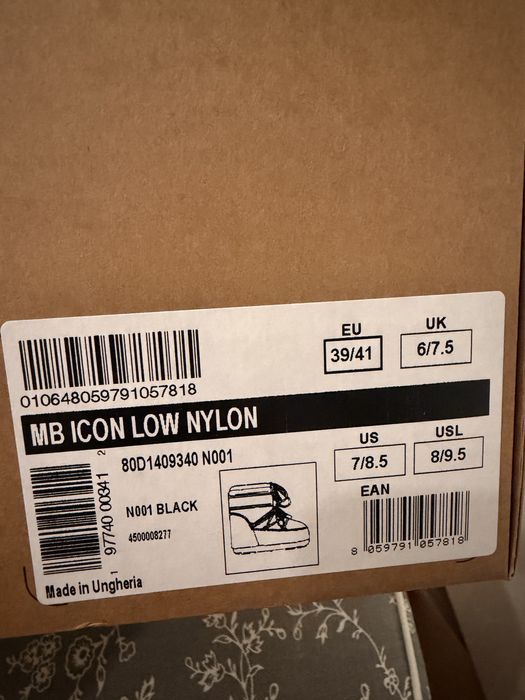 EU
UK
39/41
6/7.5
010648059791057818
MB ICON LOW NYLON
80D1409340 N001
US
USL
7/8.5
8/9.5
N001 BLACK
4500008277
EAN
1 97740 00341 2
8 059791 057818
Made in Ungheria